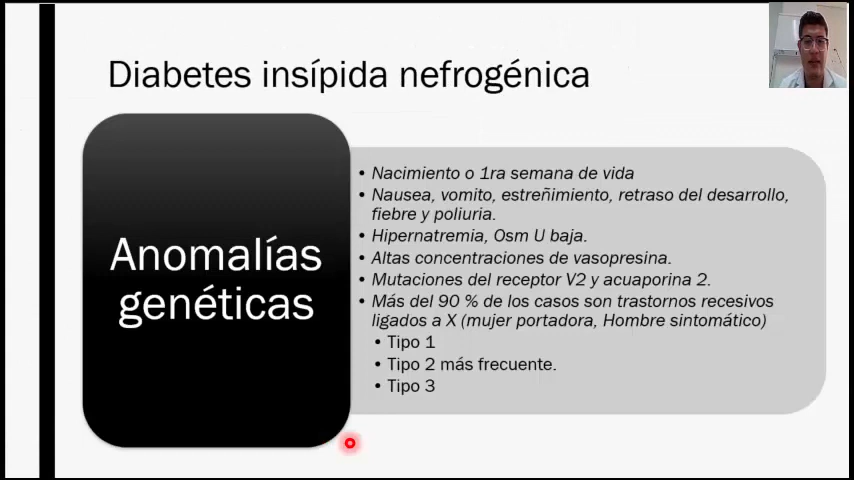 Diabetes insípida nefrogénica
Anomalías
genéticas
• Nacimiento o 1ra semana de vida
• Nausea, vomito, estreñimiento, retraso del desarrollo,
fiebre y poliuria.
• Hipernatremia, Osm U baja.
• Altas concentraciones de vasopresina.
• Mutaciones del receptor V2 y acuaporina 2.
• Más del 90 % de los casos son trastornos recesivos
ligados a X (mujer portadora, Hombre sintomático)
• Tipo 1
• Tipo 2 más frecuente.
• Tipo 3